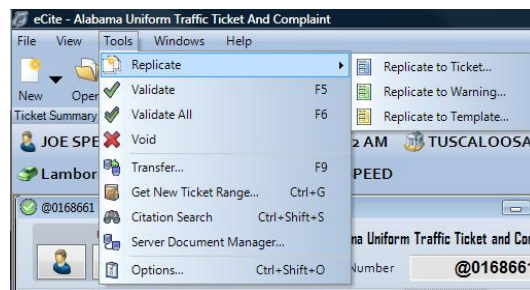 eCite - Alabama Uniform Traffic Ticket And Complaint
File View Tools Windows Help
Replicate
Replicate to Ticket...
New Open
Validate F5
Replicate to Warning...
Ticket Summary
Validate All F6
Replicate to Template...
JOE SPE
Void
2 AM TUSCALOOSA
Lambor
Transfer... F9
PEED
Get New Ticket Range... Ctrl+G
@0168661
Citation Search Ctrl+Shift+S
Server Document Manager...
ma Uniform Traffic Ticket and Co
Options... Ctrl+Shift+O
Number @0168661